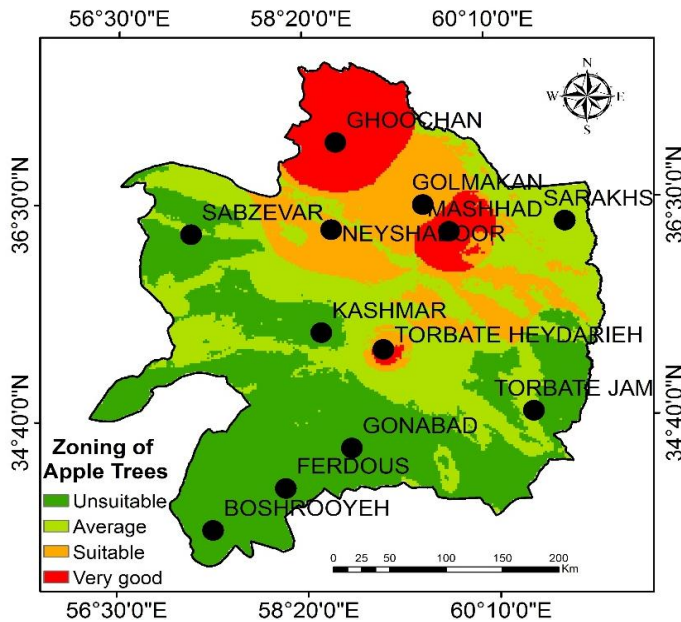 56°30'0"E 58°20'0"E 60°10'0"E
N
W E
S
GHOOCHAN
GOLMAKAN
36°30'0"N 36°30'0"N
SARAKHS
SABZEVAR
MASHHAD
NEYSHABOOR
KASHMAR
TORBATE HEYDARIEH
TORBATE JAM
34°40'0"N 34°40'0"N
GONABAD
FERDOUS
BOSHROOYEH
Zoning of
Apple Trees
Unsuitable
Average
Suitable
Very good
0 25 50 100 150 200
Km
56°30'0"E 58°20'0"E 60°10'0"E